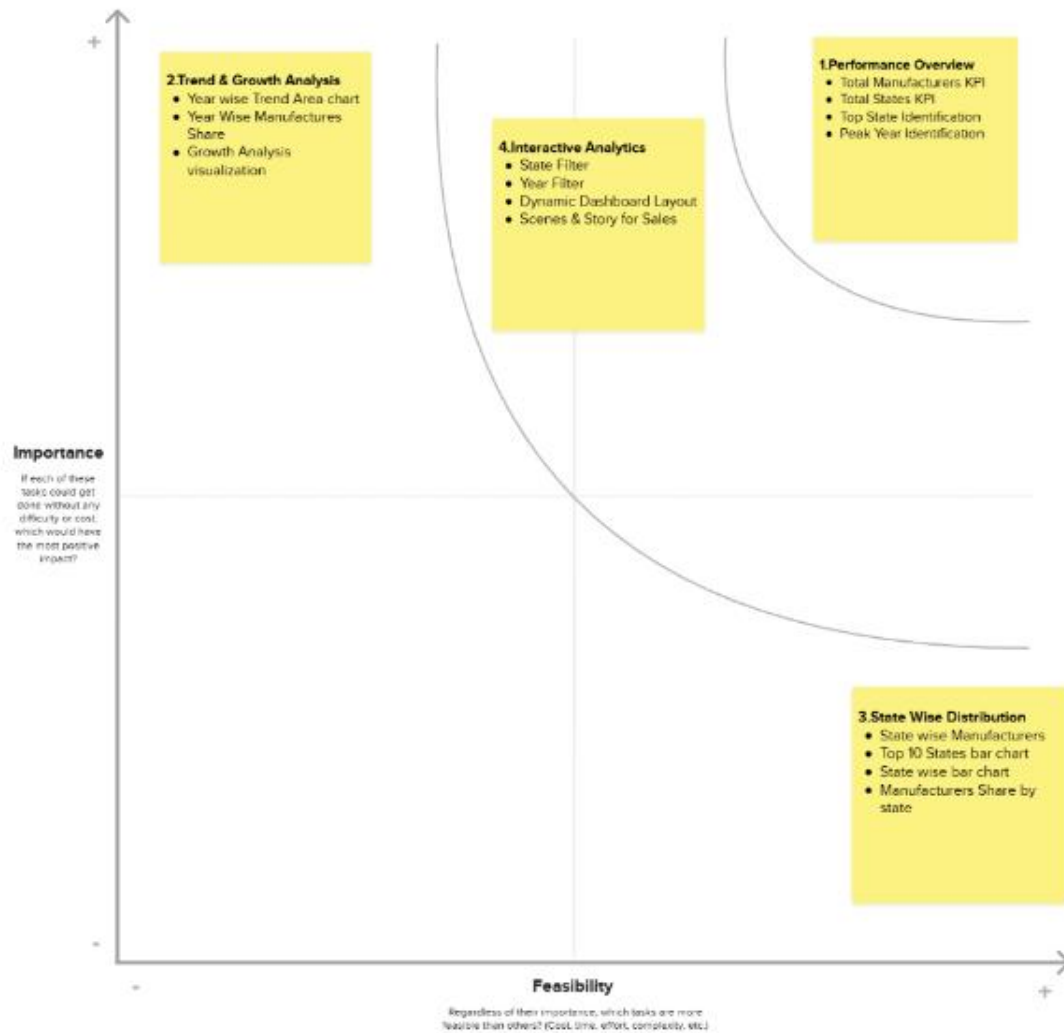 +
2.Trend & Growth Analysis
• Year wise Trend Area chart
• Year Wise Manufactures
Share
• Growth Analysis
visualization
4.Interactive Analytics
• State Filter
• Year Filter
• Dynamic Dashboard Layout
• Scenes & Story for Sales
1.Performance Overview
• Total Manufacturers KPI
• Total States KPI
• Top State Identification
• Peak Year Identification
Importance
If each of these
tasks could get
done without any
difficulty or cost,
which would have
the most positive
impact?
3.State Wise Distribution
• State wise Manufacturers
• Top 10 States bar chart
• State wise bar chart
• Manufacturers Share by
state
-
-
Feasibility
+
Regardless of their importance, which tasks are more
feasible than others? (Cost, time, effort, complexity, etc.)